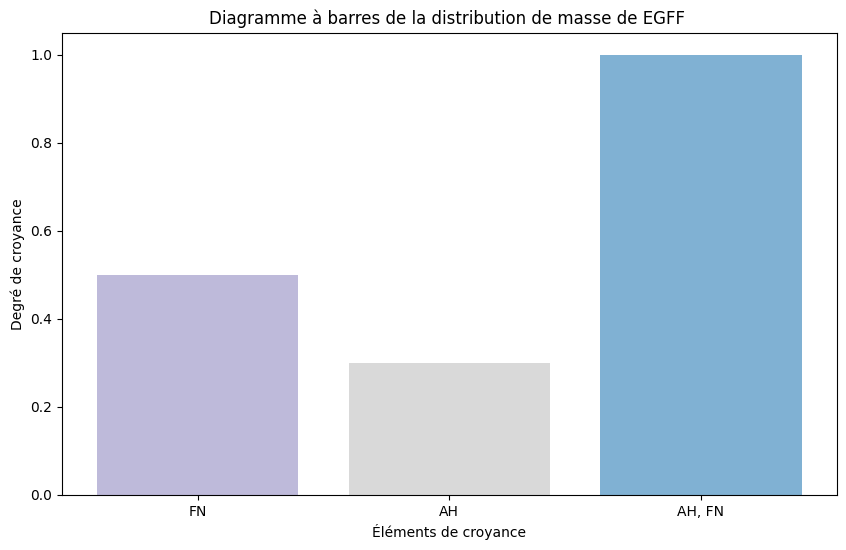 Diagramme à barres de la distribution de masse de EGFF
1.0
0.8
0.6
0.4
0.2
0.0
Degré de croyance
FN
AH
AH, FN
Éléments de croyance